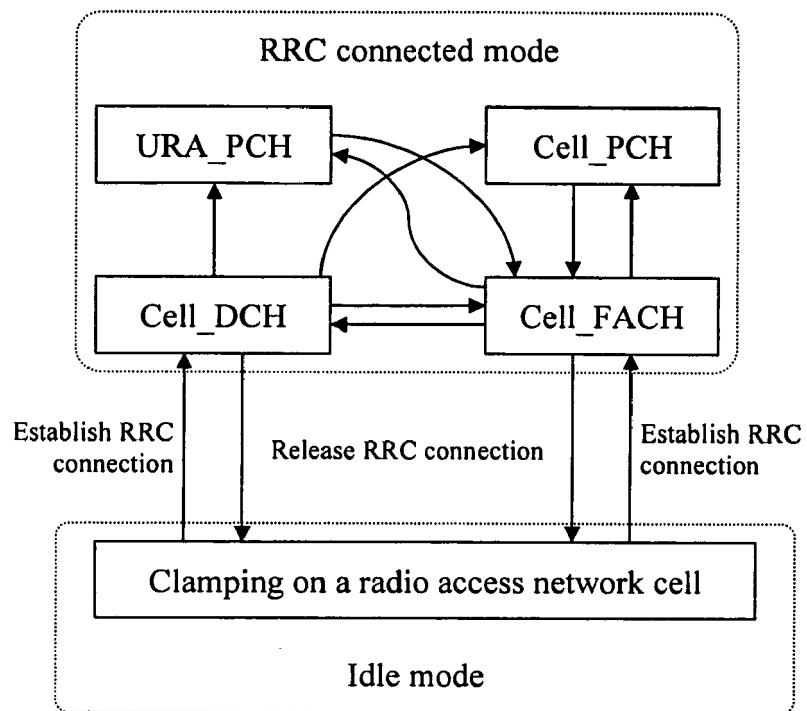 RRC connected mode
URA_PCH
Cell_PCH
Cell_DCH
Cell_FACH
Establish RRC
connection
Release RRC connection
Establish RRC
connection
Clamping on a radio access network cell
Idle mode